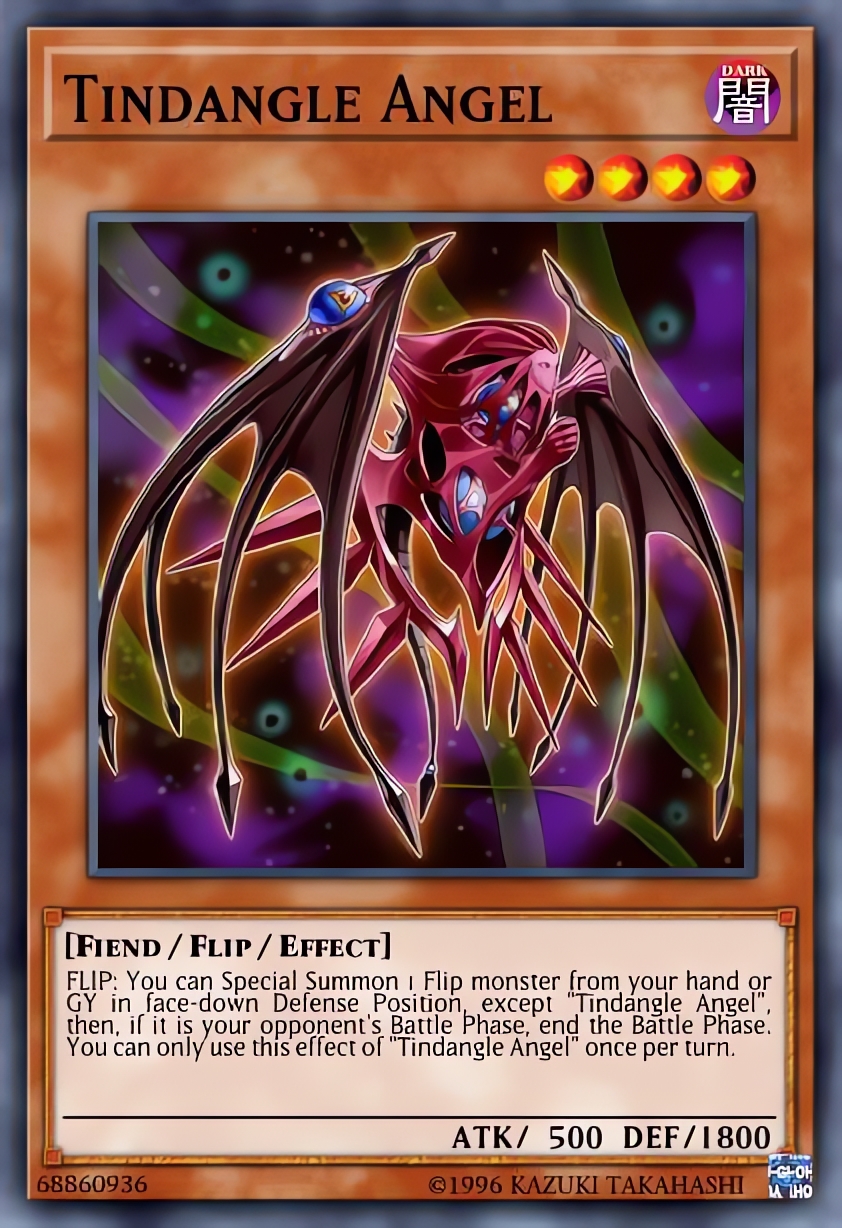 TINDANGLE ANGEL
DARK
闇
[FIEND / FLIP / EFFECT]
FLIP: You can Special Summon 1 Flip monster from your hand or
GY in face-down Defense Position, except "Tindangle Angel",
then, if it is your opponent's Battle Phase, end the Battle Phase.
You can only use this effect of "Tindangle Angel" once per turn.
ATK/ 500 DEF/1800
68860936
©1996 KAZUKI TAKAHASHI